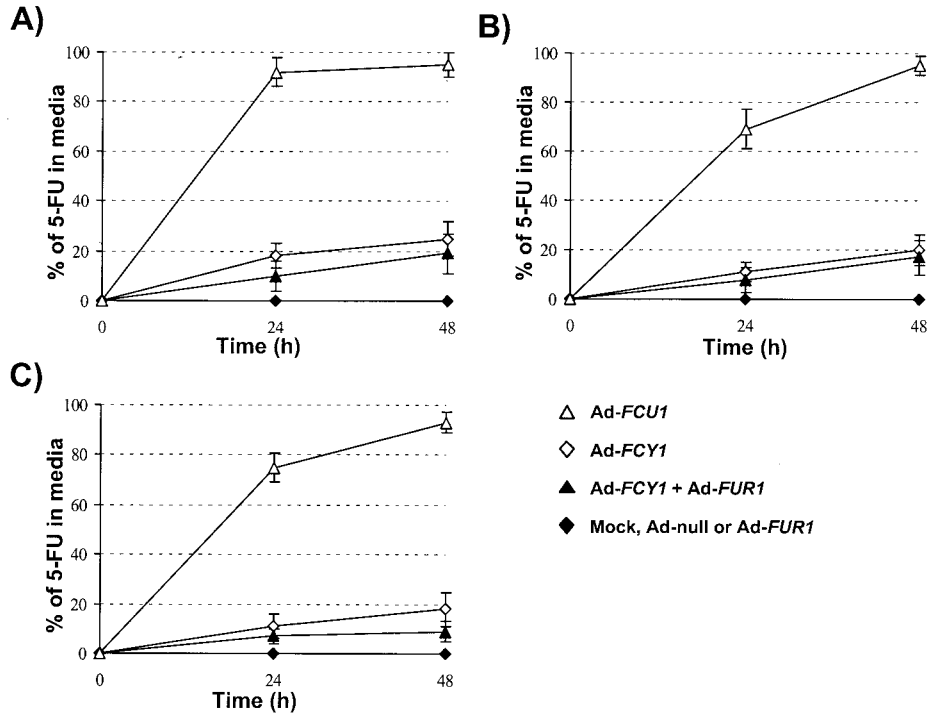 A)
% of 5-FU in media
100
80
60
40
20
0
0 24 48
Time (h)
B)
% of 5-FU in media
100
80
60
40
20
0
0 24 48
Time (h)
C)
% of 5-FU in media
100
80
60
40
20
0
0 24 48
Time (h)
Ad-FCU1
Ad-FCY1
Ad-FCY1 + Ad-FUR1
Mock, Ad-null or Ad-FUR1